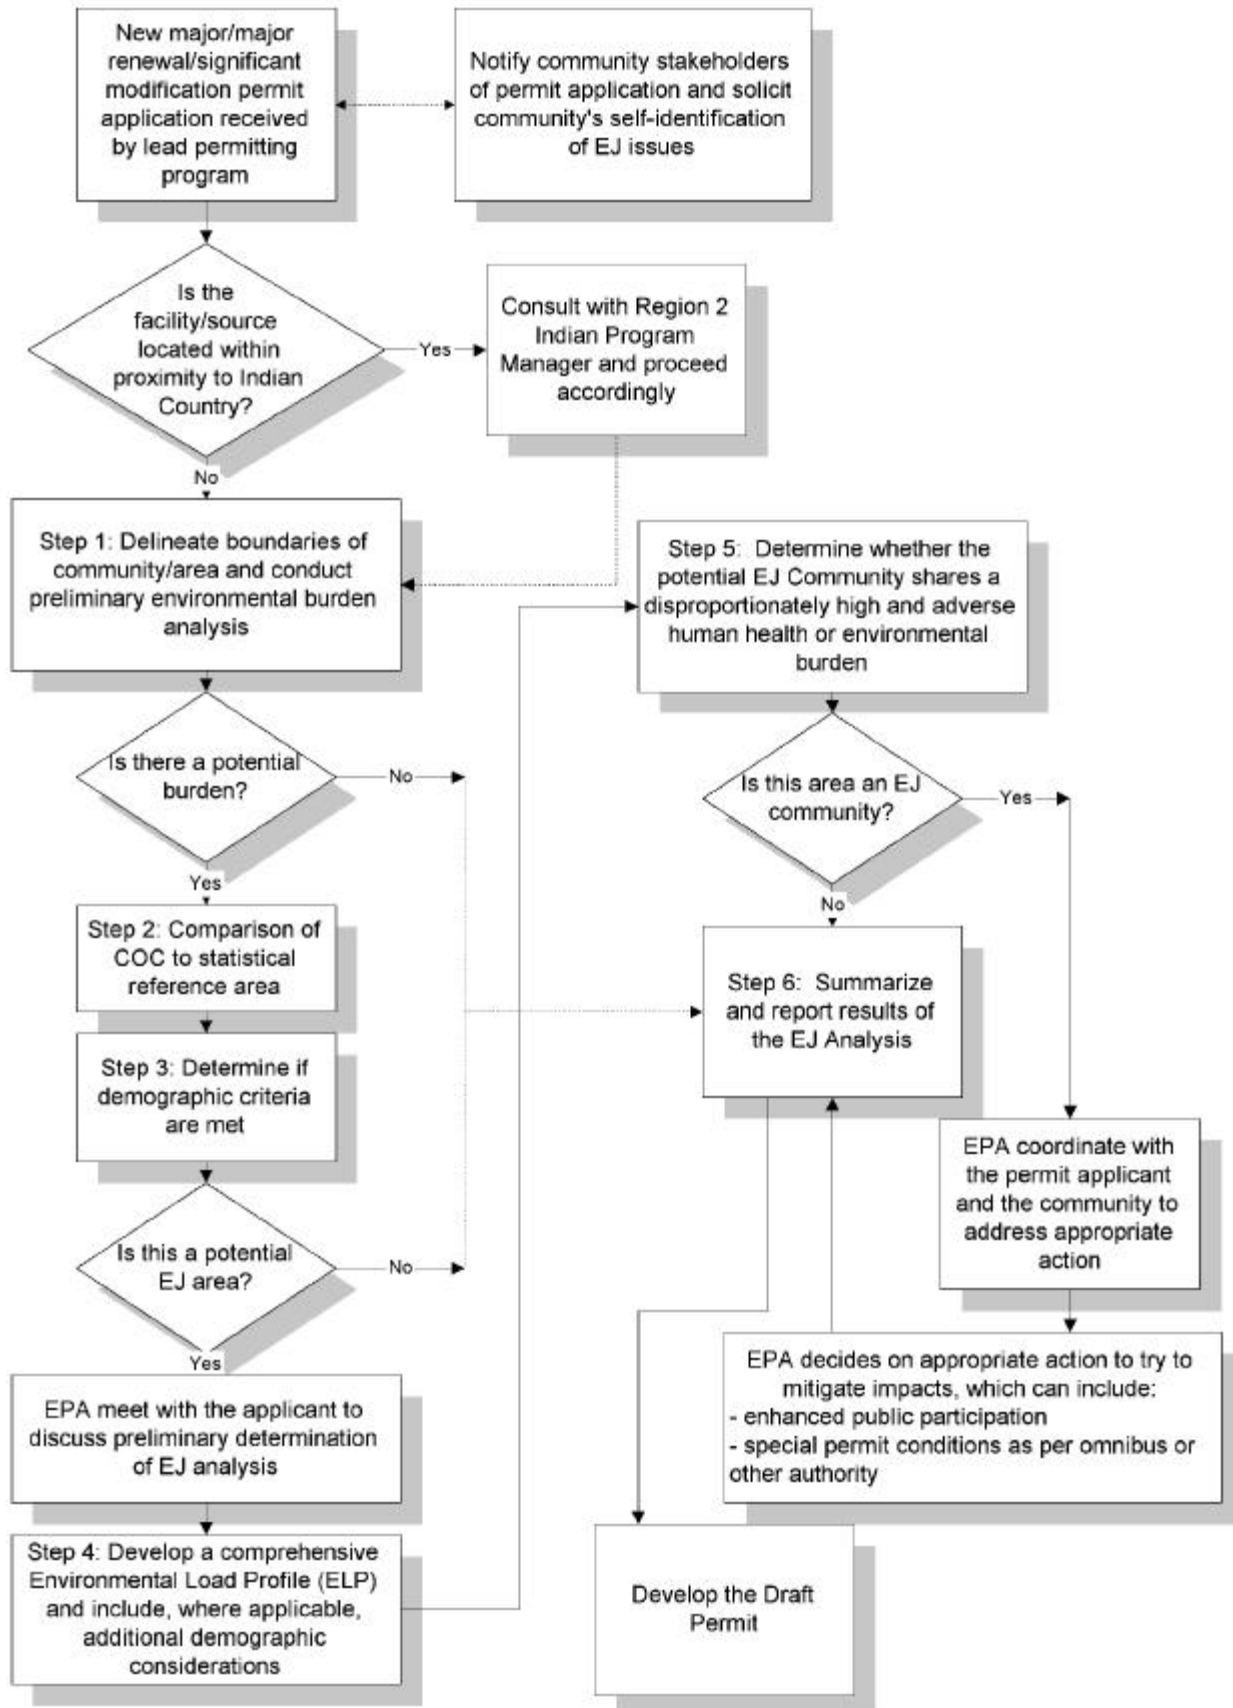 New major/major
renewal/significant
modification permit
application received
by lead permitting
program
Notify community stakeholders
of permit application and solicit
community's self-identification
of EJ issues
Is the
facility/source
located within
proximity to Indian
Country?
Yes
Consult with Region 2
Indian Program
Manager and proceed
accordingly
No
Step 1: Delineate boundaries of
community/area and conduct
preliminary environmental burden
analysis
Is there a potential
burden?
No
Yes
Step 2: Comparison of
COC to statistical
reference area
Step 3: Determine if
demographic criteria
are met
Is this a potential
EJ area?
No
Yes
EPA meet with the applicant to
discuss preliminary determination
of EJ analysis
Step 4: Develop a comprehensive
Environmental Load Profile (ELP)
and include, where applicable,
additional demographic
considerations
Step 5: Determine whether the
potential EJ Community shares a
disproportionately high and adverse
human health or environmental
burden
Is this area an EJ
community?
Yes
No
Step 6: Summarize
and report results of
the EJ Analysis
EPA coordinate with
the permit applicant
and the community to
address appropriate
action
EPA decides on appropriate action to try to
mitigate impacts, which can include:
- enhanced public participation
- special permit conditions as per omnibus or
other authority
Develop the Draft
Permit